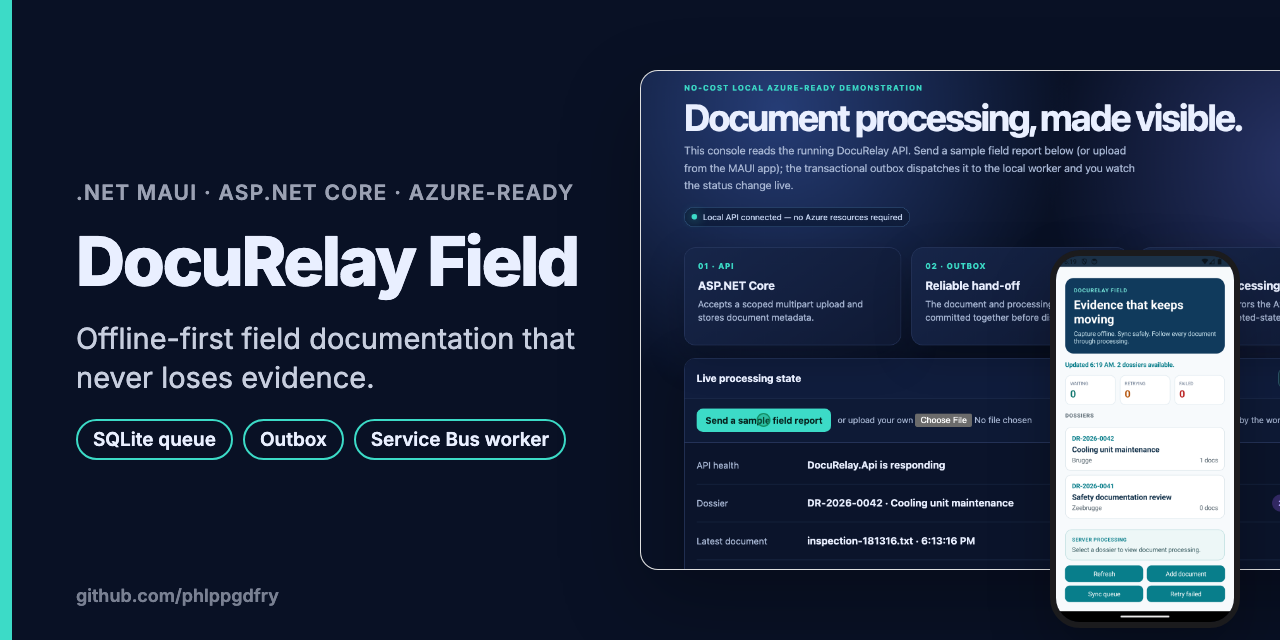 .NET MAUI · ASP.NET CORE · AZURE-READY
DocuRelay Field
Offline-first field documentation that
never loses evidence.
SQLite queue
Outbox
Service Bus worker
github.com/phlppgdfry
NO-COST LOCAL AZURE-READY DEMONSTRATION
Document processing, made visible.
This console reads the running DocuRelay API. Send a sample field report below (or upload
from the MAUI app); the transactional outbox dispatches it to the local worker and you watch
the status change live.
Local API connected — no Azure resources required
01 · API
ASP.NET Core
Accepts a scoped multipart upload and
stores document metadata.
02 · OUTBOX
Reliable hand-off
The document and processing
committed together before di
Live processing state
Send a sample field report
or upload your own Choose File No file chosen
by the wor
API health
DocuRelay.Api is responding
Dossier
DR-2026-0042 · Cooling unit maintenance
Latest document
inspection-181316.txt · 6:13:16 PM
DOCURELAY FIELD
Evidence that keeps
moving
Capture offline. Sync safely. Follow every document
through processing.
Updated 6:19 AM. 2 dossiers available.
WAITING
0
RETRYING
0
FAILED
0
DOSSIERS
DR-2026-0042
Cooling unit maintenance
Brugge
1 docs
DR-2026-0041
Safety documentation review
Zeebrugge
0 docs
SERVER PROCESSING
Select a dossier to view document processing.
Refresh
Add document
Sync queue
Retry failed